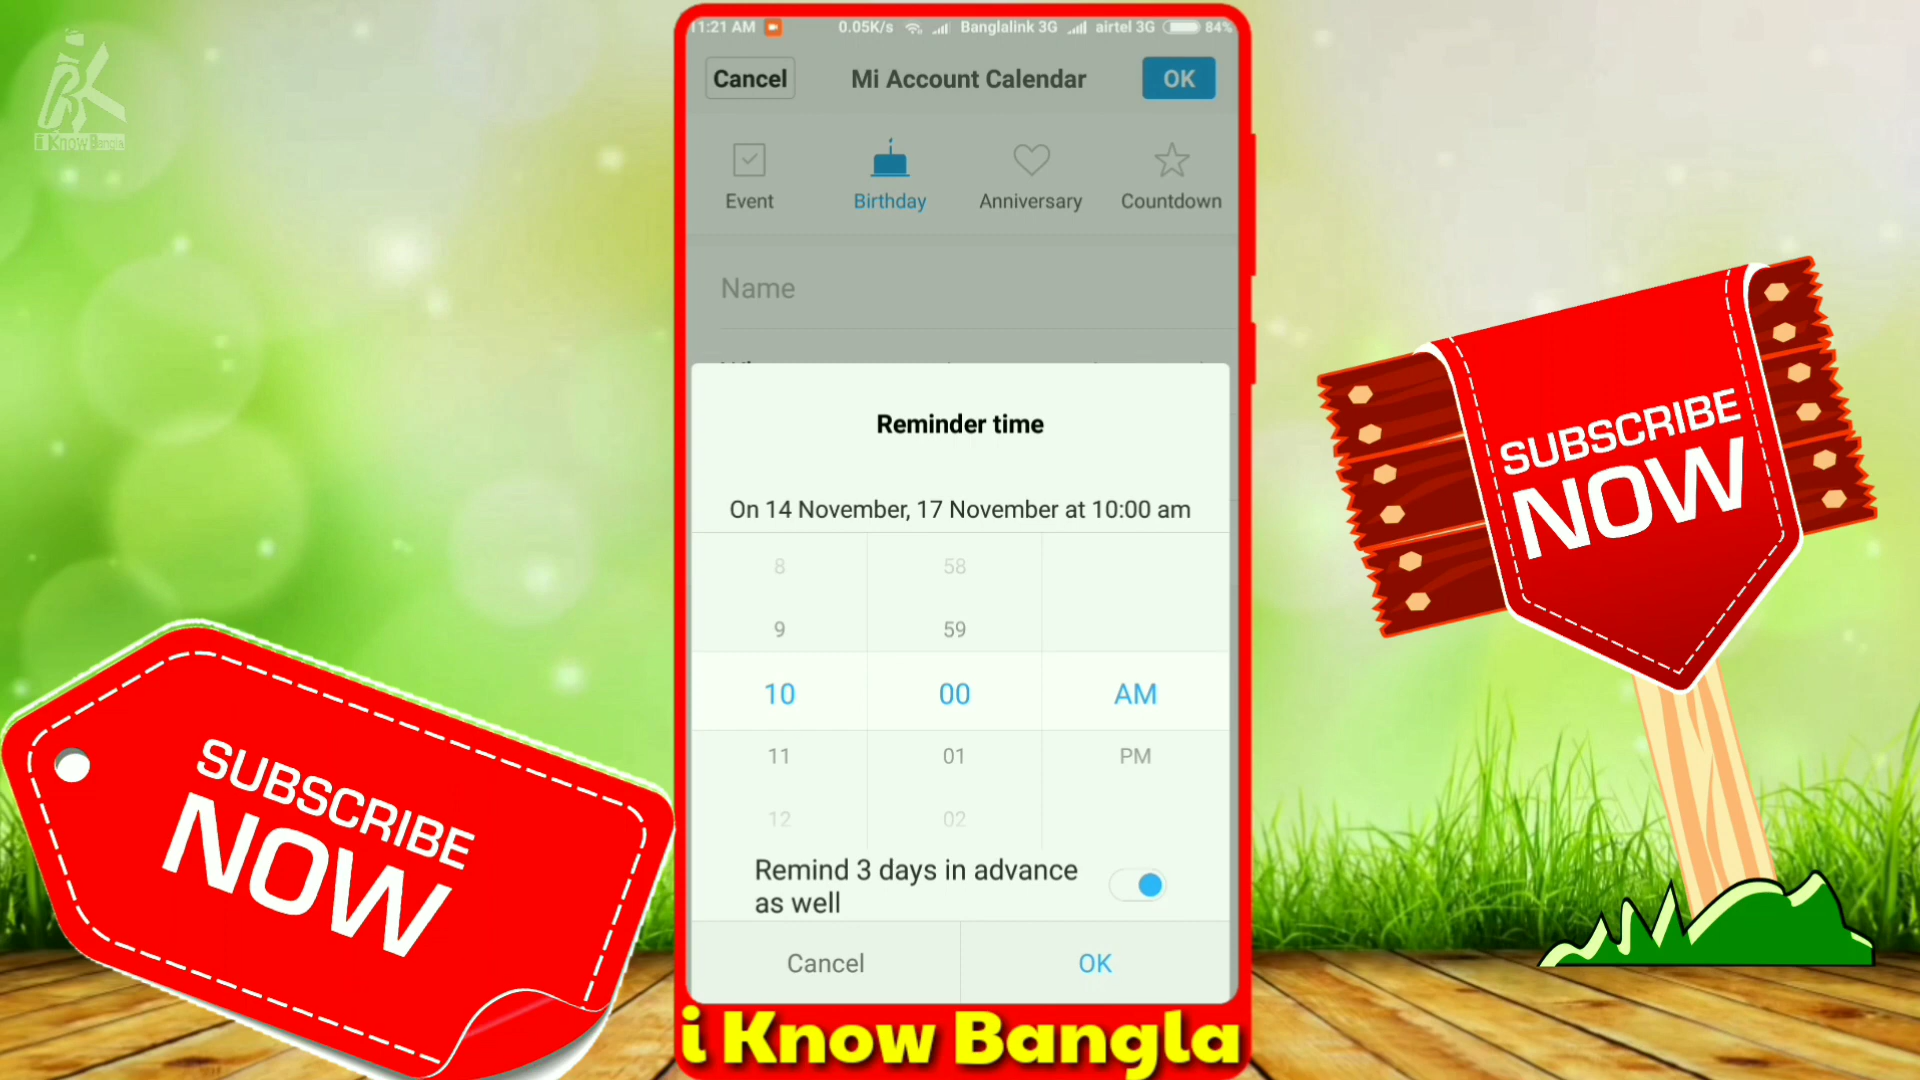 i Know Bangla
11:21 AM 0.05K/s Banglalink 3G airtel 3G 84%
Cancel Mi Account Calendar OK
Event Birthday Anniversary Countdown
Name
Reminder time
On 14 November, 17 November at 10:00 am
8 58
9 59
10 00 AM
11 01 PM
12 02
Remind 3 days in advance
as well
Cancel OK
i Know Bangla
SUBSCRIBE
NOW
SUBSCRIBE
NOW